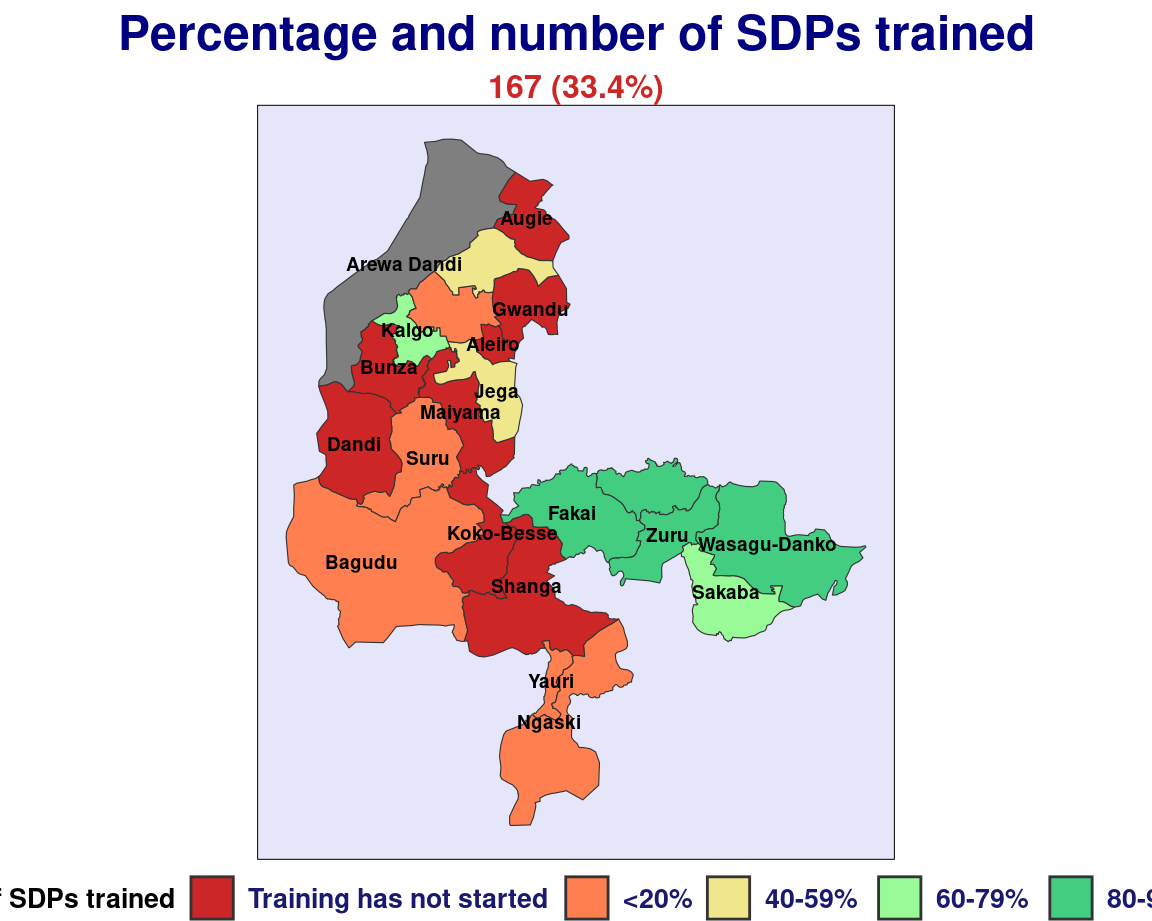 Percentage and number of SDPs trained
167 (33.4%)
Augie
Arewa Dandi
Gwandu
Kalgo
Aleiro
Bunza
Jega
Maiyama
Dandi
Suru
Fakai
Koko-Besse
Zuru
Wasagu-Danko
Bagudu
Shanga
Sakaba
Yauri
Ngaski
SDPs trained Training has not started <20% 40-59% 60-79% 80-9